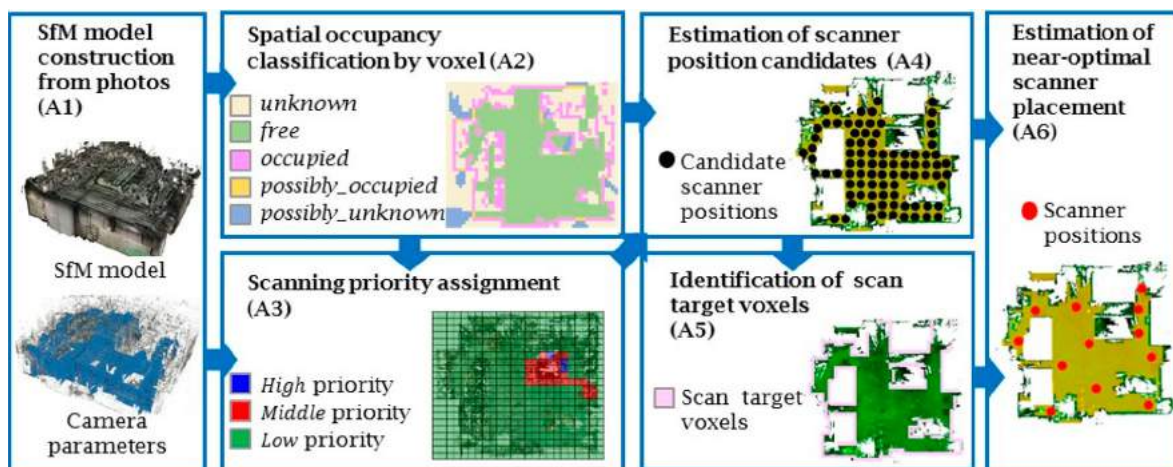 SfM model
construction
from photos
(A1)
SfM model
Camera
parameters
Spatial occupancy
classification by voxel (A2)
unknown
free
occupied
possibly_occupied
possibly_unknown
Scanning priority assignment
(A3)
High priority
Middle priority
Low priority
Estimation of scanner
position candidates (A4)
Candidate
scanner
positions
Identification of scan
target voxels
(A5)
Scan target
voxels
Estimation of
near-optimal
scanner
placement
(A6)
Scanner
positions